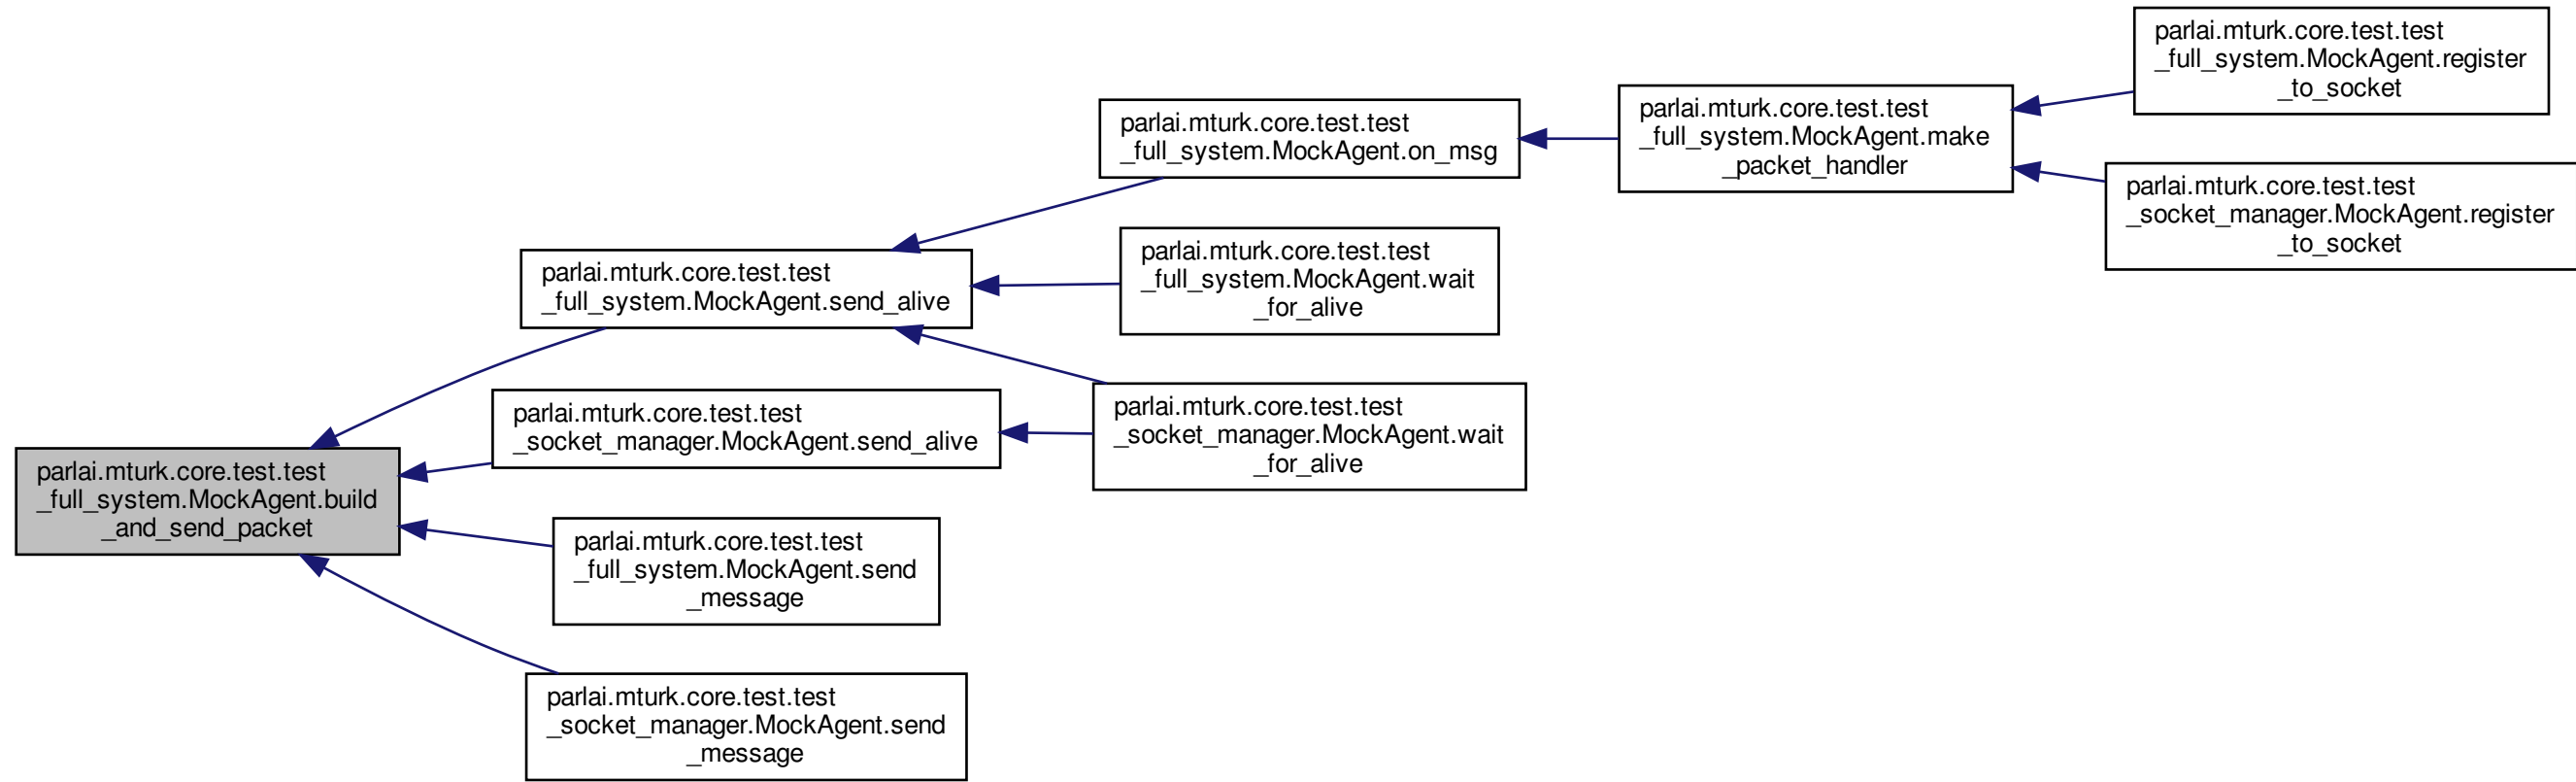 parlai.mturk.core.test.test
_full_system.MockAgent.register
_to_socket
parlai.mturk.core.test.test
_full_system.MockAgent.make
_packet_handler
parlai.mturk.core.test.test
_full_system.MockAgent.on_msg
parlai.mturk.core.test.test
_socket_manager.MockAgent.register
_to_socket
parlai.mturk.core.test.test
_full_system.MockAgent.wait
_for_alive
parlai.mturk.core.test.test
_full_system.MockAgent.send_alive
parlai.mturk.core.test.test
_socket_manager.MockAgent.wait
_for_alive
parlai.mturk.core.test.test
_socket_manager.MockAgent.send_alive
parlai.mturk.core.test.test
_full_system.MockAgent.build
_and_send_packet
parlai.mturk.core.test.test
_full_system.MockAgent.send
_message
parlai.mturk.core.test.test
_socket_manager.MockAgent.send
_message